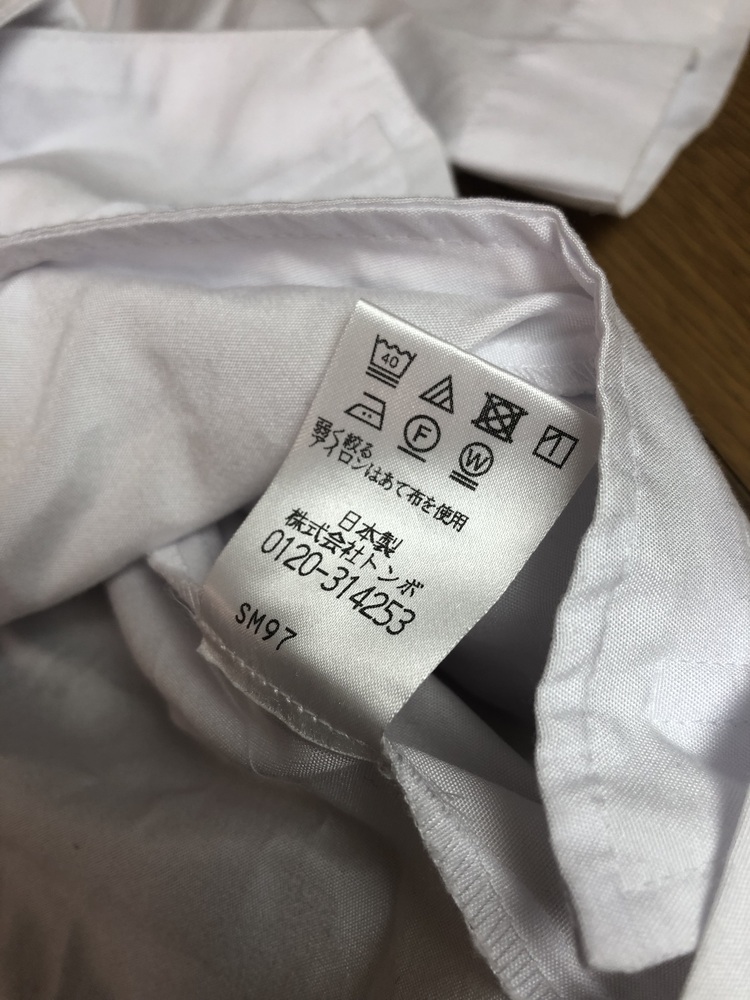 40
F
W
弱く絞る
アイロンはあて布を使用
日本製
株式会社トンボ
0120-314253
SM97